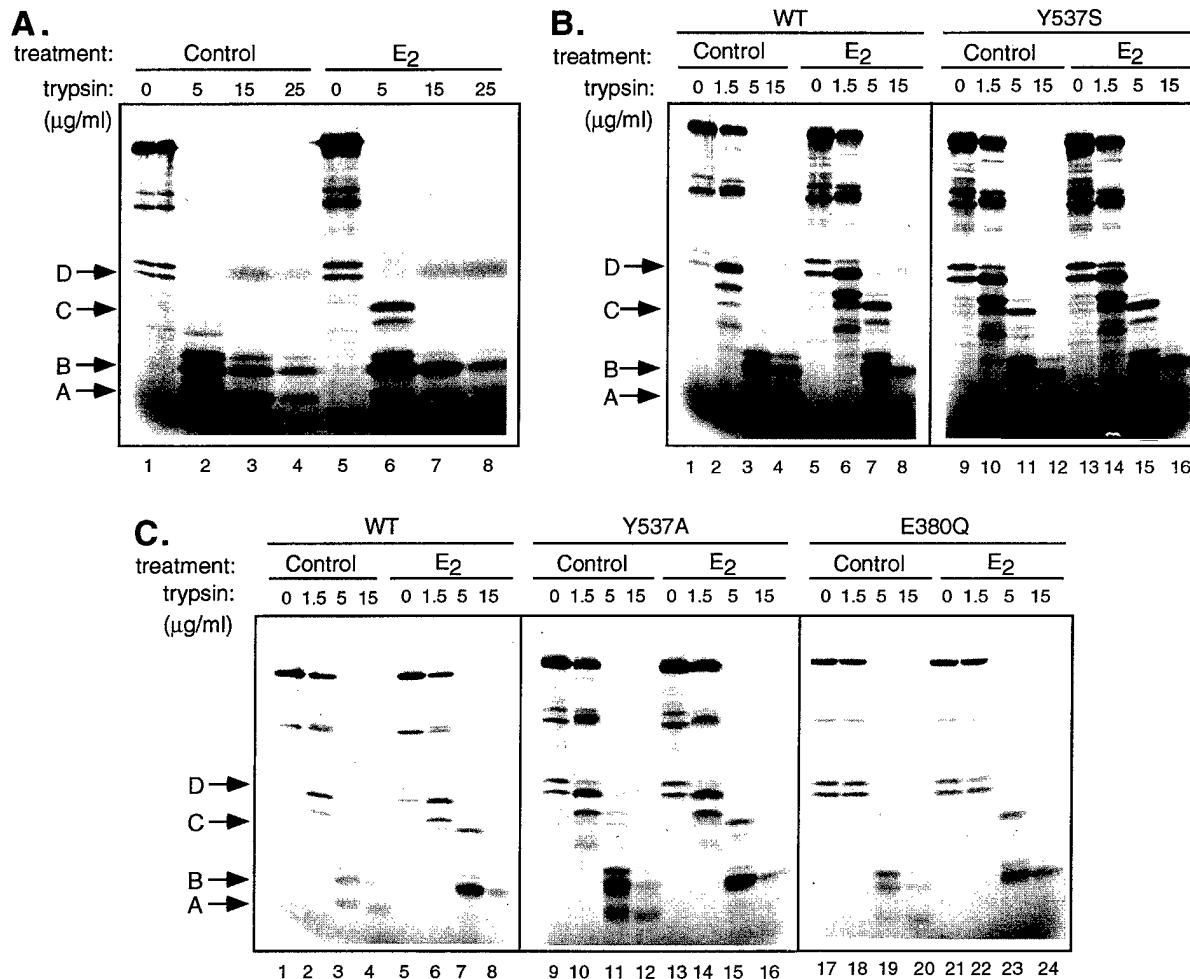 A.
treatment: Control E2
trypsin: 0 5 15 25 0 5 15 25
(μg/ml)
D
C
B
A
1 2 3 4 5 6 7 8
B.
WT Y537S
treatment: Control E2 Control E2
trypsin: 0 1.5 5 15 0 1.5 5 15 0 1.5 5 15 0 1.5 5 15
(μg/ml)
D
C
B
A
1 2 3 4 5 6 7 8 9 10 11 12 13 14 15 16
C.
WT Y537A E380Q
treatment: Control E2 Control E2 Control E2
trypsin: 0 1.5 5 15 0 1.5 5 15 0 1.5 5 15 0 1.5 5 15 0 1.5 5 15 0 1.5 5 15
(μg/ml)
D
C
B
A
1 2 3 4 5 6 7 8 9 10 11 12 13 14 15 16 17 18 19 20 21 22 23 24